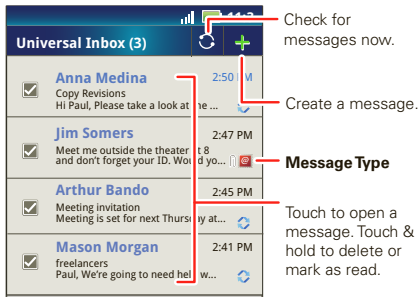 Universal Inbox (3)
Anna Medina 2:50 PM
Copy Revisions
Hi Paul, Please take a look at the ...
Jim Somers 2:47 PM
Meet me outside the theater at 8
and don't forget your ID. Would yo...
Arthur Bando 2:45 PM
Meeting invitation
Meeting is set for next Thursday at...
Mason Morgan 2:41 PM
freelancers
Paul, We're going to need help w...
Check for
messages now.
Create a message.
Message Type
Touch to open a
message. Touch &
hold to delete or
mark as read.